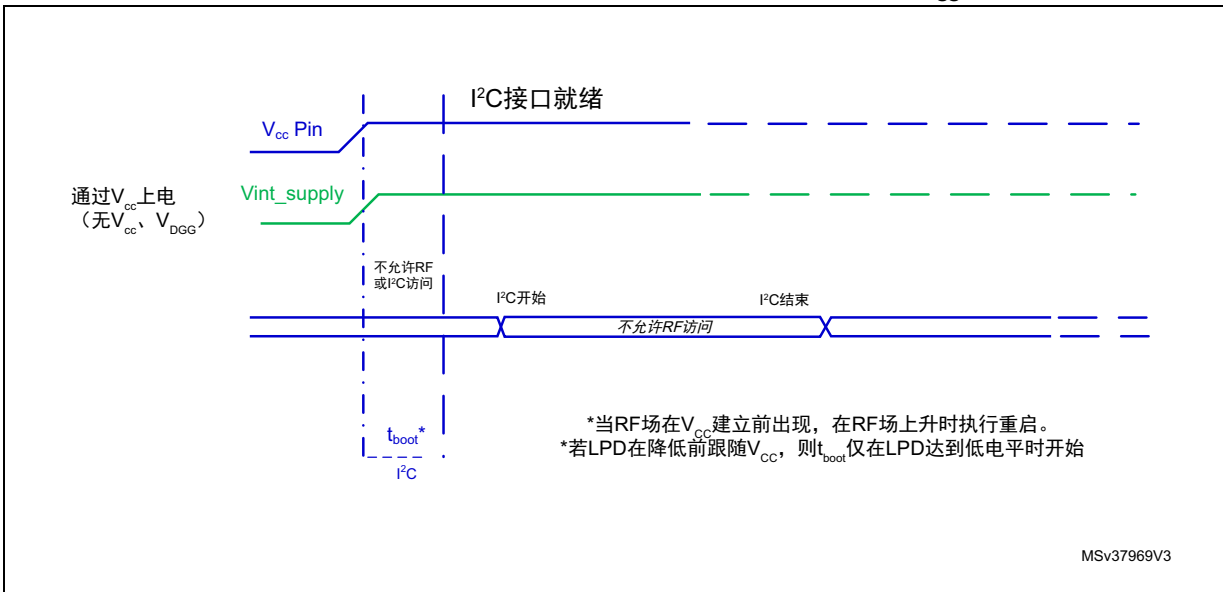 I²C接口就绪
Vcc Pin
通过Vcc上电
（无Vcc、VDGG）
Vint_supply
不允许RF
或I²C访问
I²C开始
I²C结束
不允许RF访问
tboot*
I²C
*当RF场在VCC建立前出现，在RF场上升时执行重启。
*若LPD在降低前跟随VCC，则tboot仅在LPD达到低电平时开始
MSv37969V3